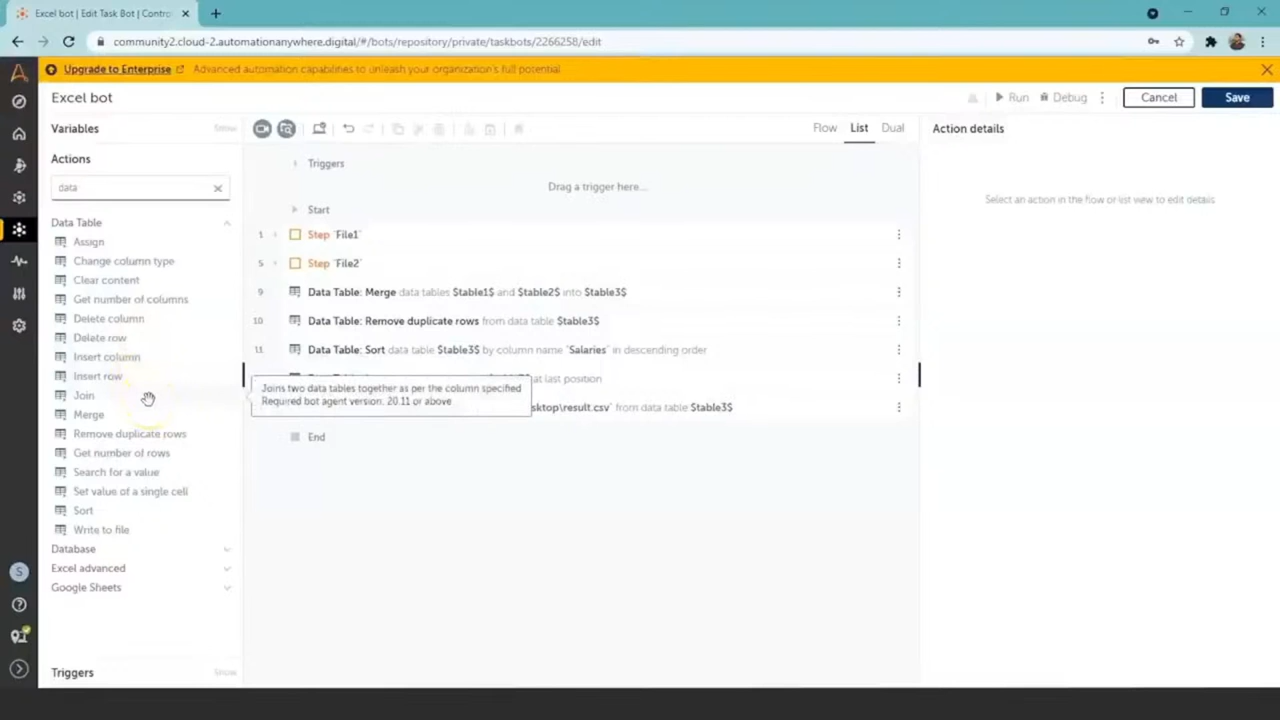 Excel bot | Edit Task Bot | Contro
community2.cloud-2.automationanywhere.digital/#/bots/repository/private/taskbots/2266258/edit
Upgrade to Enterprise Advanced automation capabilities to unleash your organization's full potential
Excel bot
Run Debug Cancel Save
Variables Show
Flow List Dual
Action details
Actions
data
Triggers
Drag a trigger here...
Select an action in the flow or list view to edit details
Start
Data Table
Assign
Change column type
Clear content
Get number of columns
Delete column
Delete row
Insert column
Insert row
Join
Merge
Remove duplicate rows
Get number of rows
Search for a value
Set value of a single cell
Sort
Write to file
Database
Excel advanced
Google Sheets
Triggers Show
1 Step "File1"
5 Step "File2"
9 Data Table: Merge data tables $table1$ and $table2$ into $table3$
10 Data Table: Remove duplicate rows from data table $table3$
11 Data Table: Sort data table $table3$ by column name "Salaries" in descending order
at last position
sktop\result.csv" from data table $table3$
Joins two data tables together as per the column specified
Required bot agent version: 20.11 or above
End
S